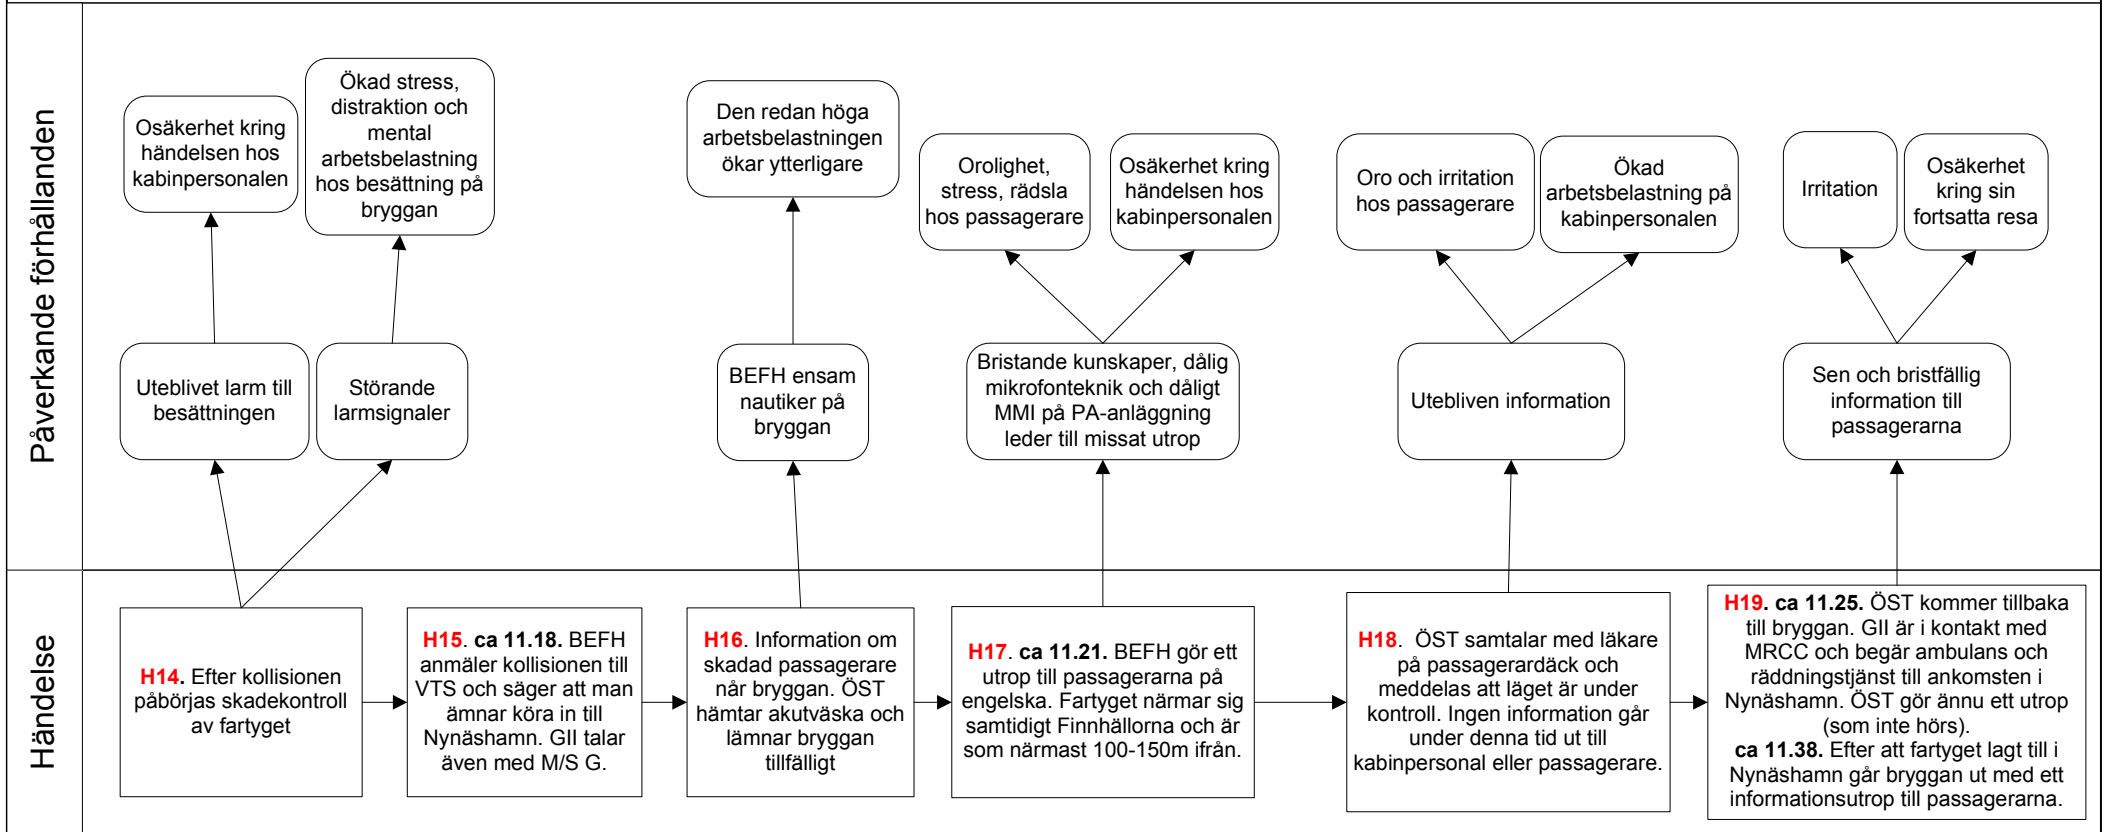 Påverkande förhållanden
Osäkerhet kring
händelsen hos
kabinpersonalen
Ökad stress,
distraktion och
mental
arbetsbelastning
hos besättning på
bryggan
Den redan höga
arbetsbelastningen
ökar ytterligare
Orolighet,
stress, rädsla
hos passagerare
Osäkerhet kring
händelsen hos
kabinpersonalen
Oro och irritation
hos passagerare
Ökad
arbetsbelastning på
kabinpersonalen
Irritation
Osäkerhet
kring sin
fortsatta resa
Uteblivet larm till
besättningen
Störande
larmsignaler
BEFH ensam
nautiker på
bryggan
Bristande kunskaper, dålig
mikrofonteknik och dåligt
MMI på PA-anläggning
leder till missat utrop
Utebliven information
Sen och bristfällig
information till
passagerarna
Händelse
H14. Efter kollisionen
påbörjas skadekontroll
av fartyget
H15. ca 11.18. BEFH
anmäler kollisionen till
VTS och säger att man
ämnar köra in till
Nynäshamn. GII talar
även med M/S G.
H16. Information om
skadad passagerare
når bryggan. ÖST
hämtar akutväska och
lämnar bryggan
tillfälligt
H17. ca 11.21. BEFH gör ett
utrop till passagerarna på
engelska. Fartyget närmar sig
samtidigt Finnhällorna och är
som närmast 100-150m ifrån.
H18. ÖST samtalar med läkare
på passagerardäck och
meddelas att läget är under
kontroll. Ingen information går
under denna tid ut till
kabinpersonal eller passagerare.
H19. ca 11.25. ÖST kommer tillbaka
till bryggan. GII är i kontakt med
MRCC och begär ambulans och
räddningstjänst till ankomsten i
Nynäshamn. ÖST gör ännu ett utrop
(som inte hörs).
ca 11.38. Efter att fartyget lagt till i
Nynäshamn går bryggan ut med ett
informationsutrop till passagerarna.